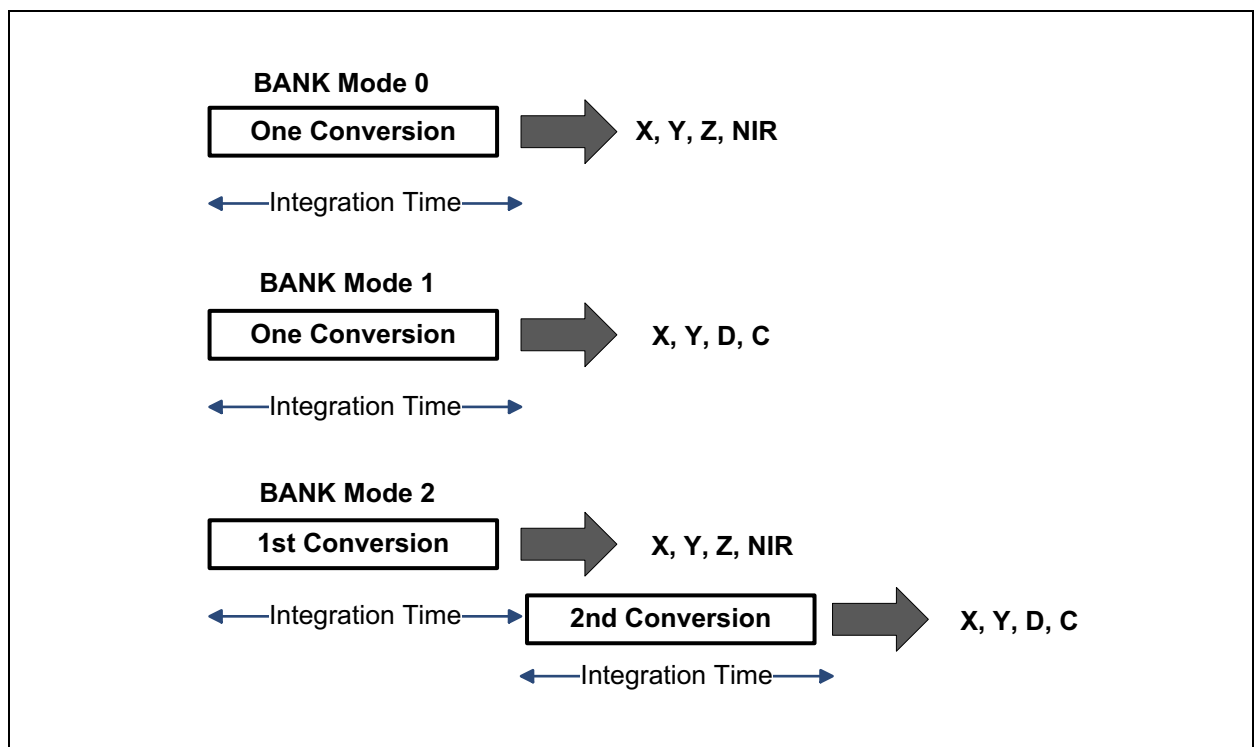 BANK Mode 0
One Conversion
X, Y, Z, NIR
Integration Time
BANK Mode 1
One Conversion
X, Y, D, C
Integration Time
BANK Mode 2
1st Conversion
X, Y, Z, NIR
Integration Time
2nd Conversion
X, Y, D, C
Integration Time